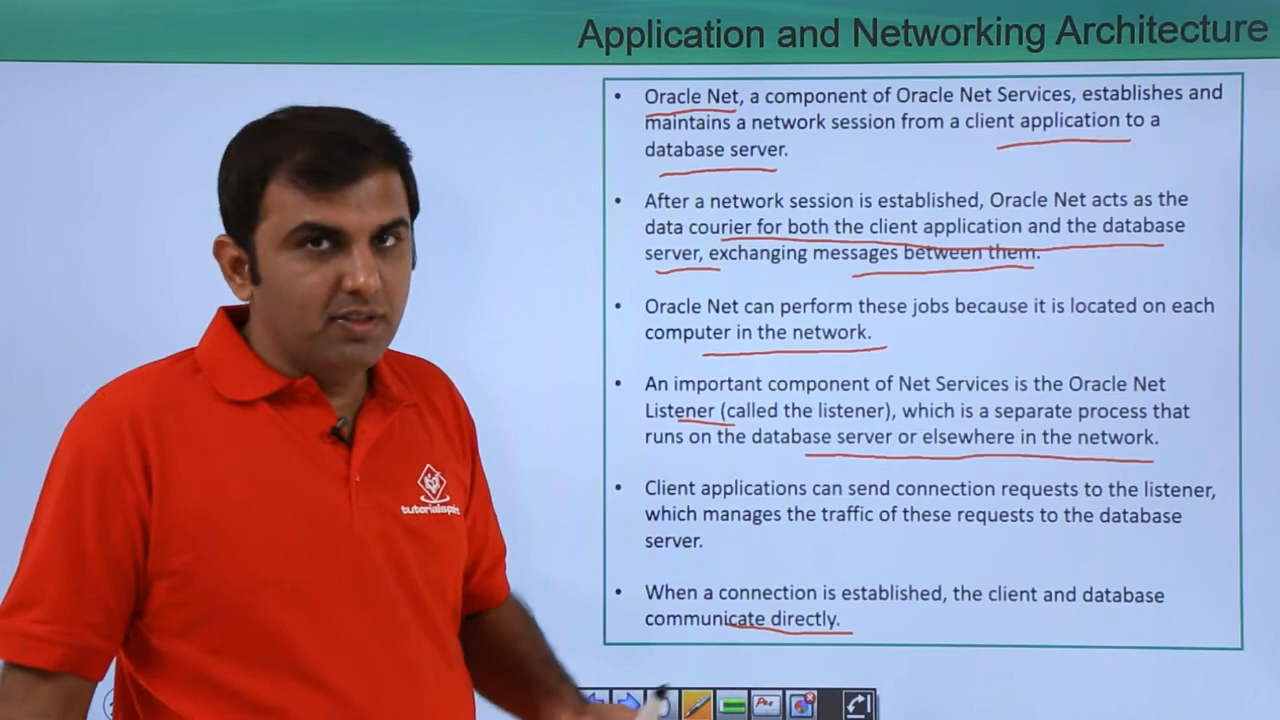 Application and Networking Architecture
• Oracle Net, a component of Oracle Net Services, establishes and
maintains a network session from a client application to a
database server.
• After a network session is established, Oracle Net acts as the
data courier for both the client application and the database
server, exchanging messages between them.
• Oracle Net can perform these jobs because it is located on each
computer in the network.
• An important component of Net Services is the Oracle Net
Listener (called the listener), which is a separate process that
runs on the database server or elsewhere in the network.
• Client applications can send connection requests to the listener,
which manages the traffic of these requests to the database
server.
• When a connection is established, the client and database
communicate directly.